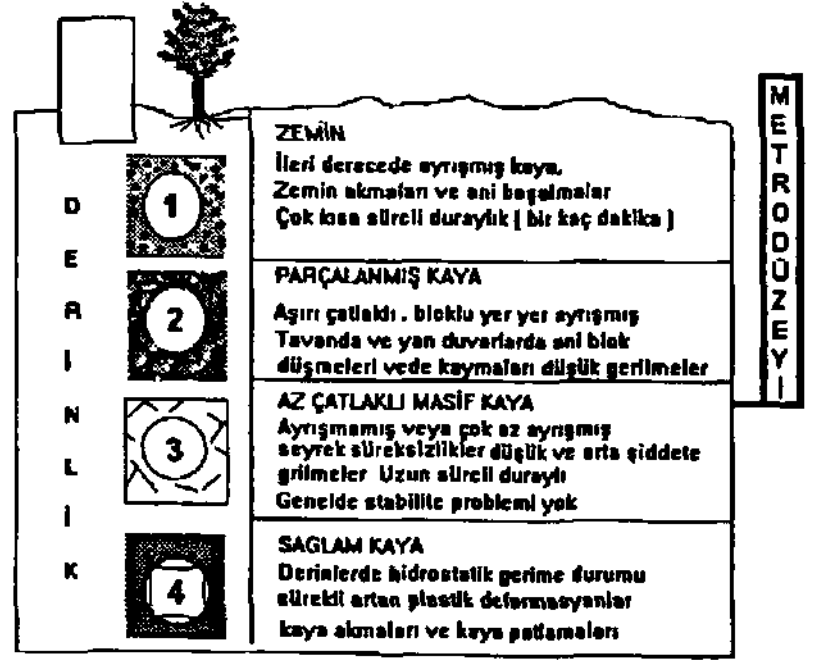 DERİNLİK
1
ZEMİN
İleri derecede ayrışmış kaya,
Zemin akmaları ve ani boşalmalar
Çok kısa süreli duraylık ( bir kaç dakika )
2
PARÇALANMIŞ KAYA
Aşırı çatlaklı , bloklu yer yer ayrışmış
Tavanda ve yan duvarlarda ani blok
düşmeleri vede kaymaları düşük gerilmeler
3
AZ ÇATLAKLI MASİF KAYA
Ayrışmamış veya çok az ayrışmış
seyrek süreksizlikler düşük ve orta şiddete
grilmeler Uzun süreli duraylı
Genelde stabilite problemi yok
4
SAGLAM KAYA
Derinlerde hidrostatik gerime durumu
sürekli artan plastik deformasyonlar
kaya akmaları ve kaya patlamaları
METRODÜZEYİ